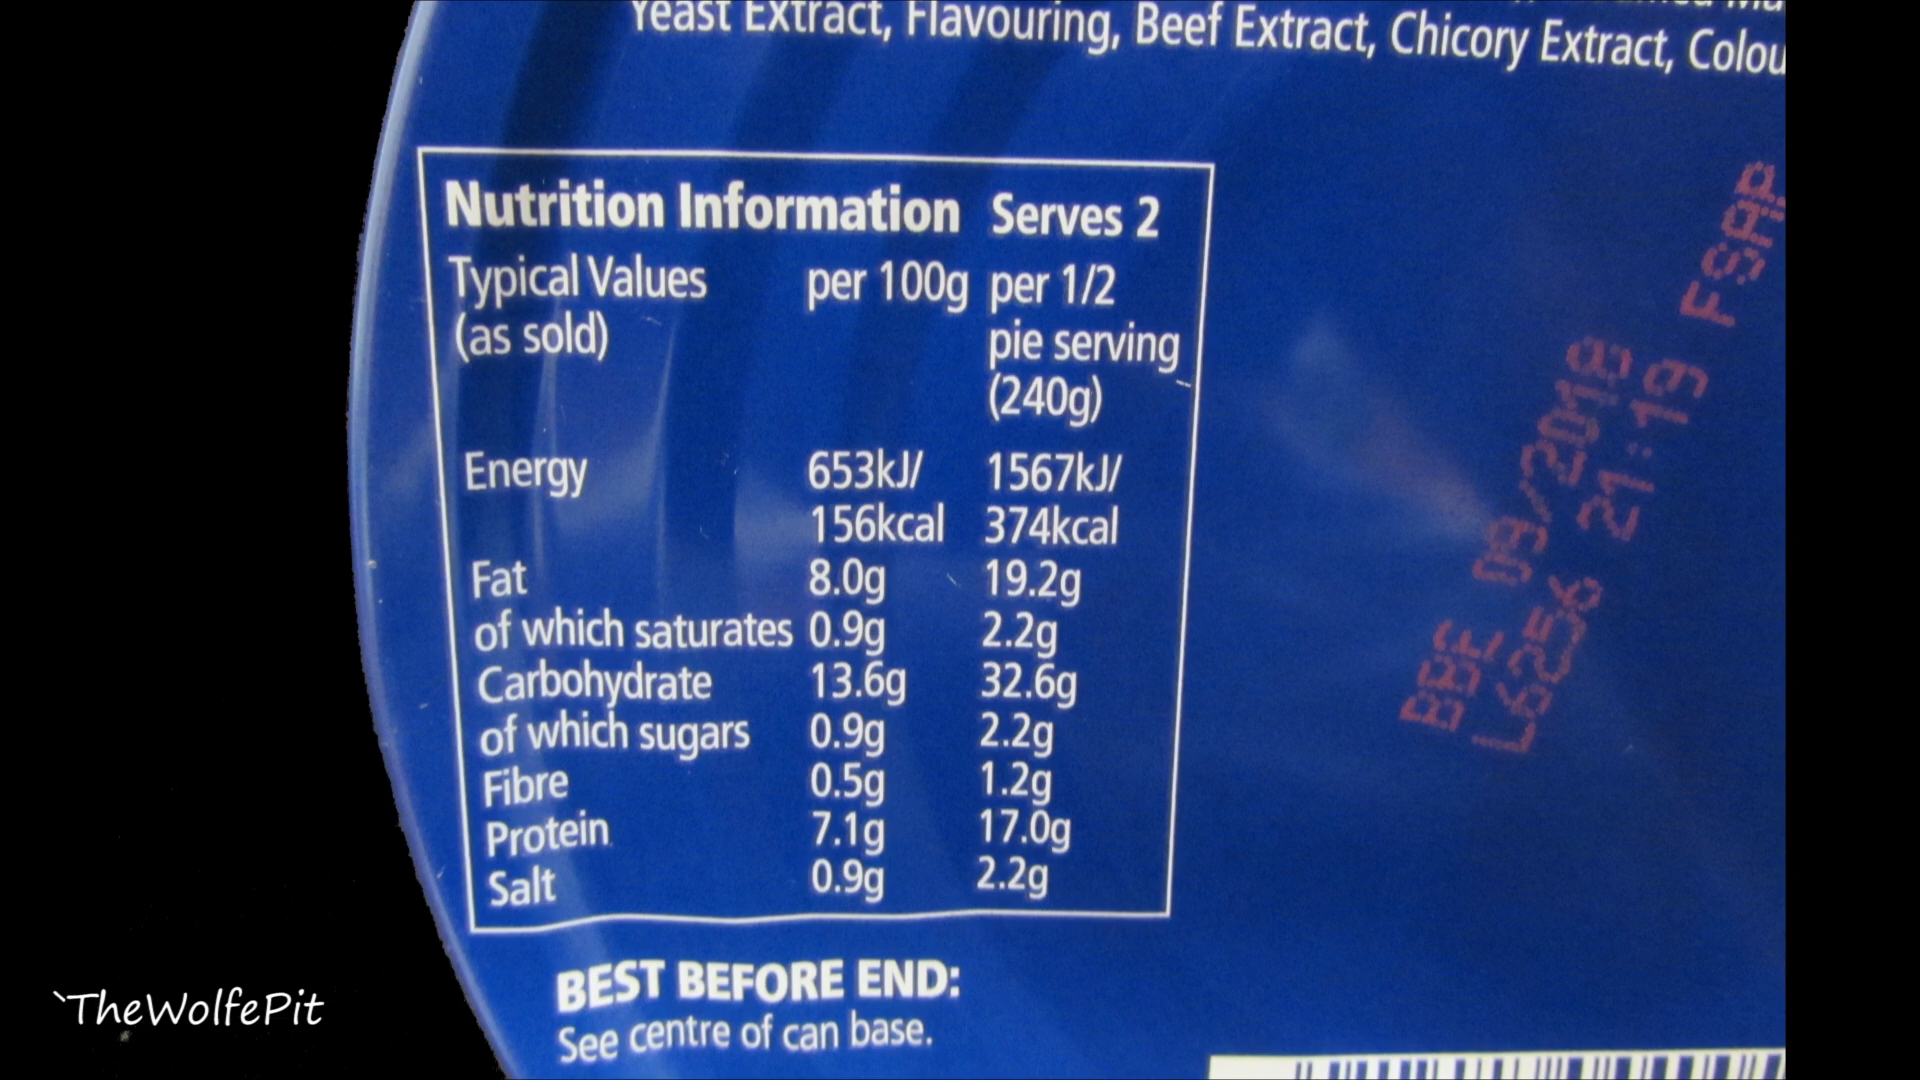 Yeast Extract, Flavouring, Beef Extract, Chicory Extract, Colou
Nutrition Information Serves 2
Typical Values per 100g per 1/2
(as sold) pie serving
(240g)
Energy 653kJ/ 1567kJ/
156kcal 374kcal
Fat 8.0g 19.2g
of which saturates 0.9g 2.2g
Carbohydrate 13.6g 32.6g
of which sugars 0.9g 2.2g
Fibre 0.5g 1.2g
Protein 7.1g 17.0g
Salt 0.9g 2.2g
BEST BEFORE END:
See centre of can base.
BBE 09/2018
L6256 21:19 F SAP
TheWolfePit